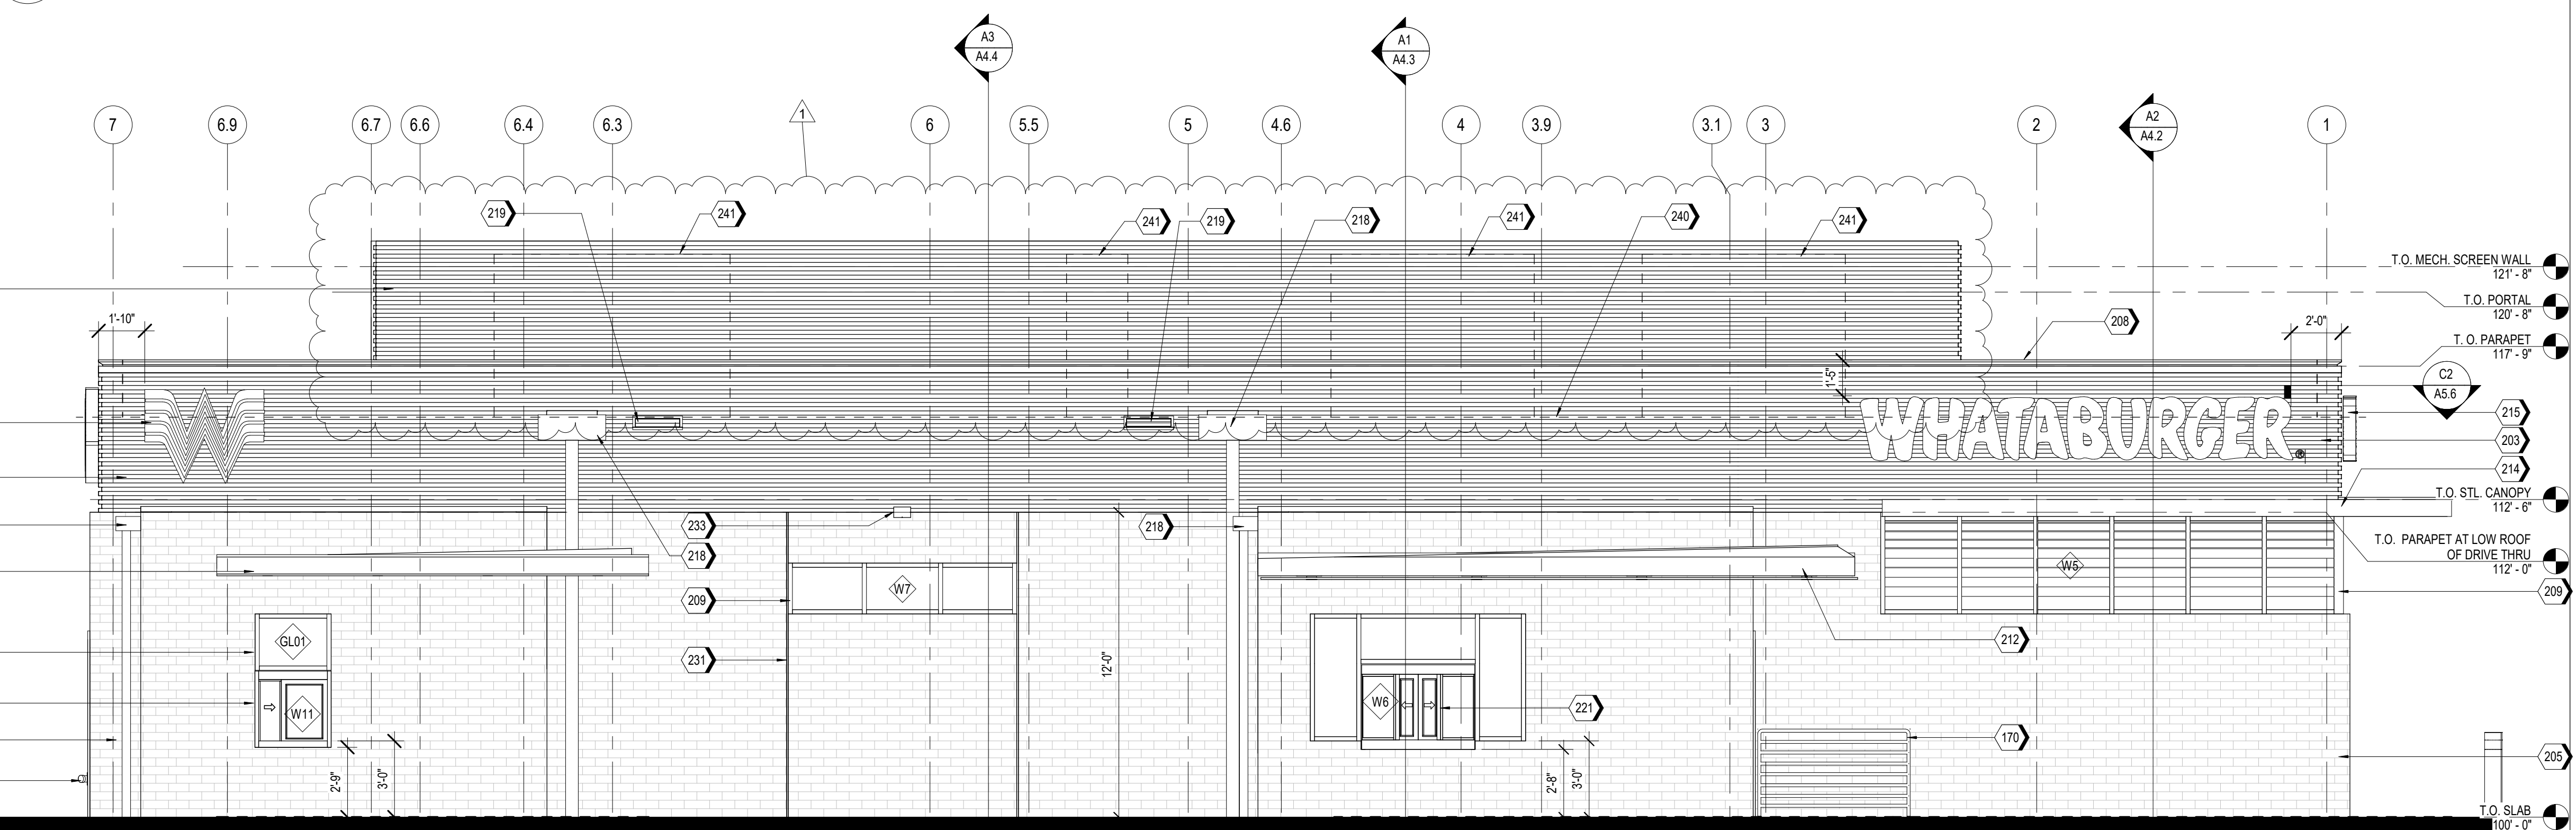 A3
A4.4
A1
A4.3
A2
A4.2
7
6.9
6.7
6.6
6.4
6.3
1
6
5.5
5
4.6
4
3.9
3.1
3
2
1
219
241
241
219
218
241
240
241
T.O. MECH. SCREEN WALL
121' - 8"
T.O. PORTAL
120' - 8"
1'-10"
208
2'-0"
T. O. PARAPET
117' - 9"
1'-5"
C2
A5.6
W
WHATABURGER®
215
203
214
T.O. STL. CANOPY
112' - 6"
233
218
218
T.O. PARAPET AT LOW ROOF
OF DRIVE THRU
112' - 0"
W5
W7
209
209
GL01
231
12'-0"
212
W11
W6
221
170
2'-9"
3'-0"
2'-8"
3'-0"
205
T.O. SLAB
100' - 0"